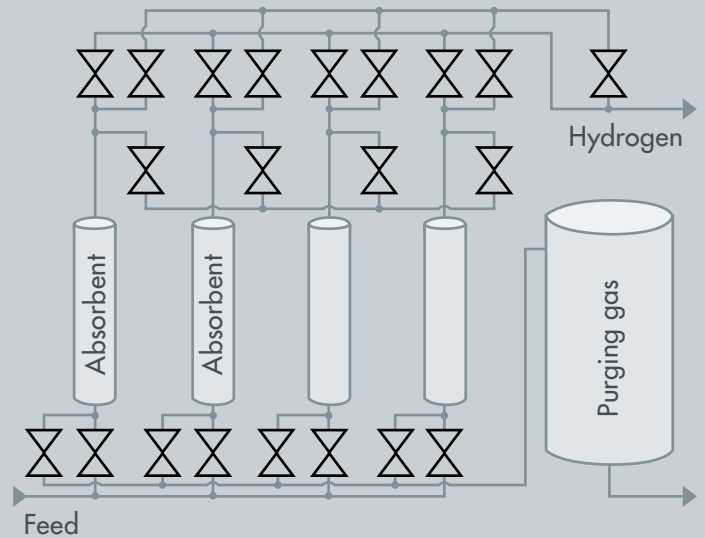 Hydrogen
Absorbent
Absorbent
Purging gas
Feed